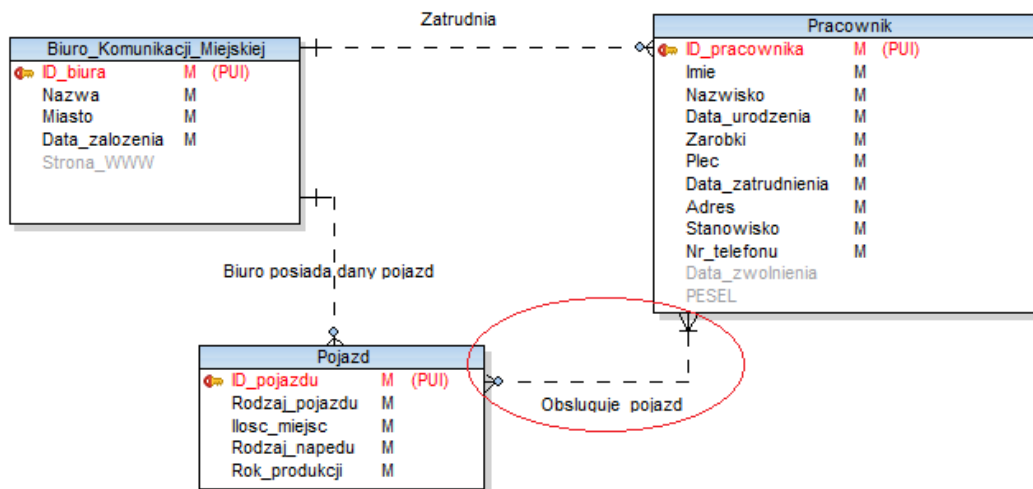 Zatrudnia
Biuro_Komunikacji_Miejskiej
ID_biura M (PUI)
Nazwa M
Miasto M
Data_zalozenia M
Strona_WWW
Pracownik
ID_pracownika M (PUI)
Imie M
Nazwisko M
Data_urodzenia M
Zarobki M
Plec M
Data_zatrudnienia M
Adres M
Stanowisko M
Nr_telefonu M
Data_zwolnienia
PESEL
Biuro posiada dany pojazd
Pojazd
ID_pojazdu M (PUI)
Rodzaj_pojazdu M
Ilosc_miejsc M
Rodzaj_napedu M
Rok_produkcji M
Obsluguje pojazd